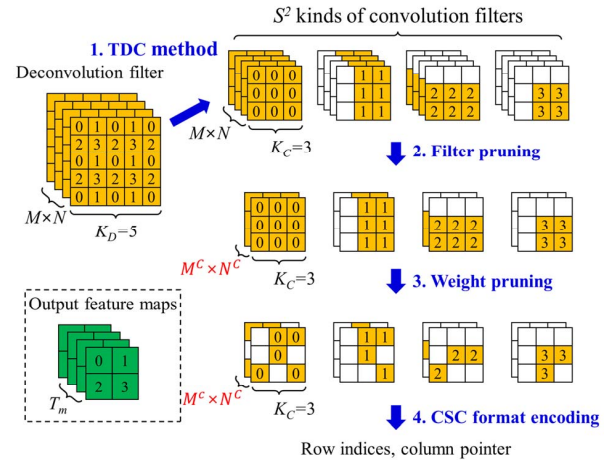 S² kinds of convolution filters
1. TDC method
Deconvolution filter
0 1 0 1 0
2 3 2 3 2
0 1 0 1 0
2 3 2 3 2
0 1 0 1 0
M×N
K_D=5
0 0 0
0 0 0
0 0 0
1 1
1 1
1 1
2 2 2
2 2 2
3 3
3 3
M×N
K_C=3
2. Filter pruning
0 0 0
0 0 0
0 0 0
1 1
1 1
1 1
2 2 2
2 2 2
3 3
3 3
M^C×N^C
K_C=3
3. Weight pruning
Output feature maps
0 1
2 3
T_m
0 0
0
0 0
1 1
1
1
2 2
2
3 3
3
M^C×N^C
K_C=3
4. CSC format encoding
Row indices, column pointer